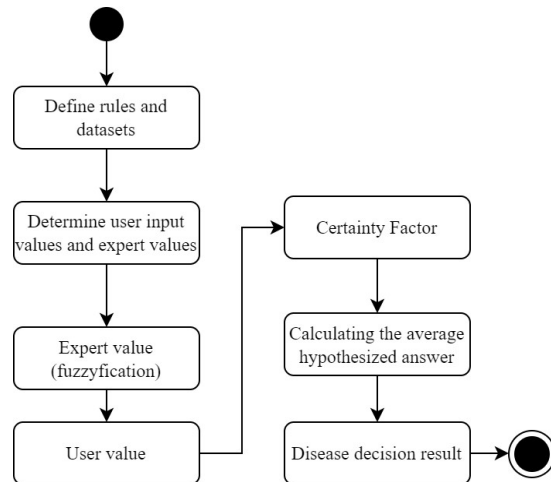 Define rules and
datasets
Determine user input
values and expert values
Expert value
(fuzzyfication)
User value
Certainty Factor
Calculating the average
hypothesized answer
Disease decision result